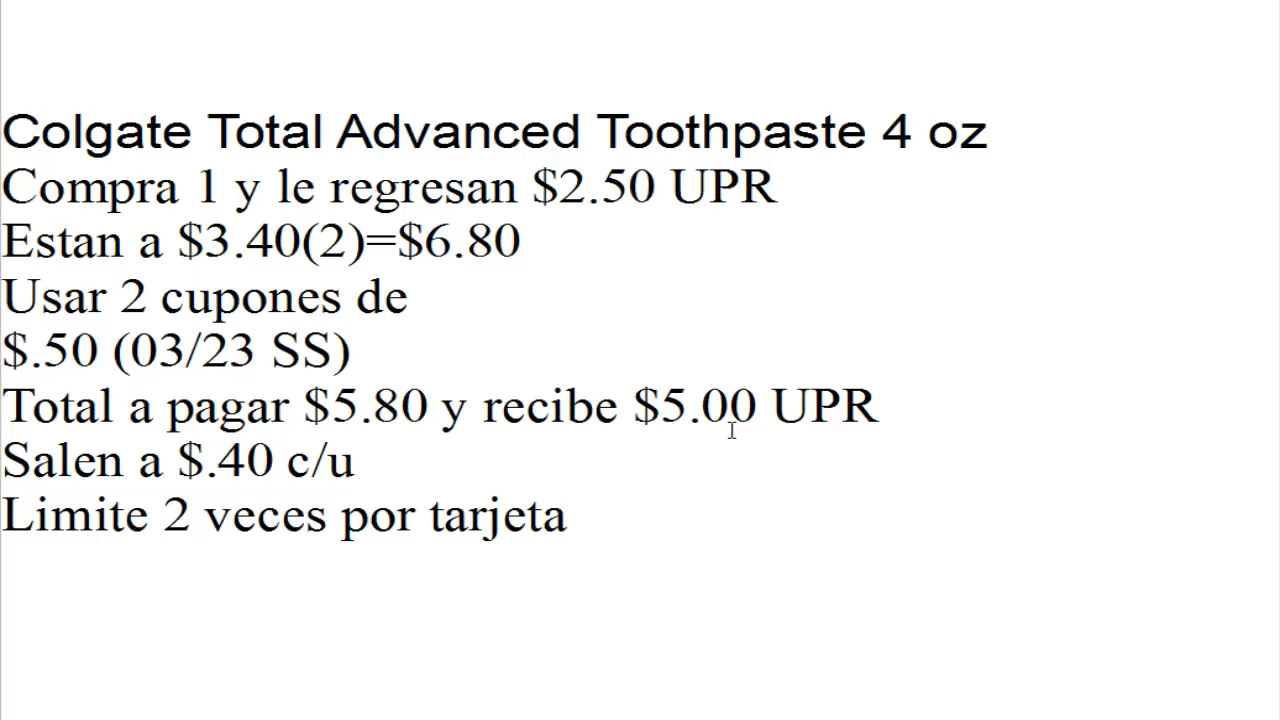 Colgate Total Advanced Toothpaste 4 oz
Compra 1 y le regresan $2.50 UPR
Estan a $3.40(2)=$6.80
Usar 2 cupones de
$.50 (03/23 SS)
Total a pagar $5.80 y recibe $5.00 UPR
Salen a $.40 c/u
Limite 2 veces por tarjeta